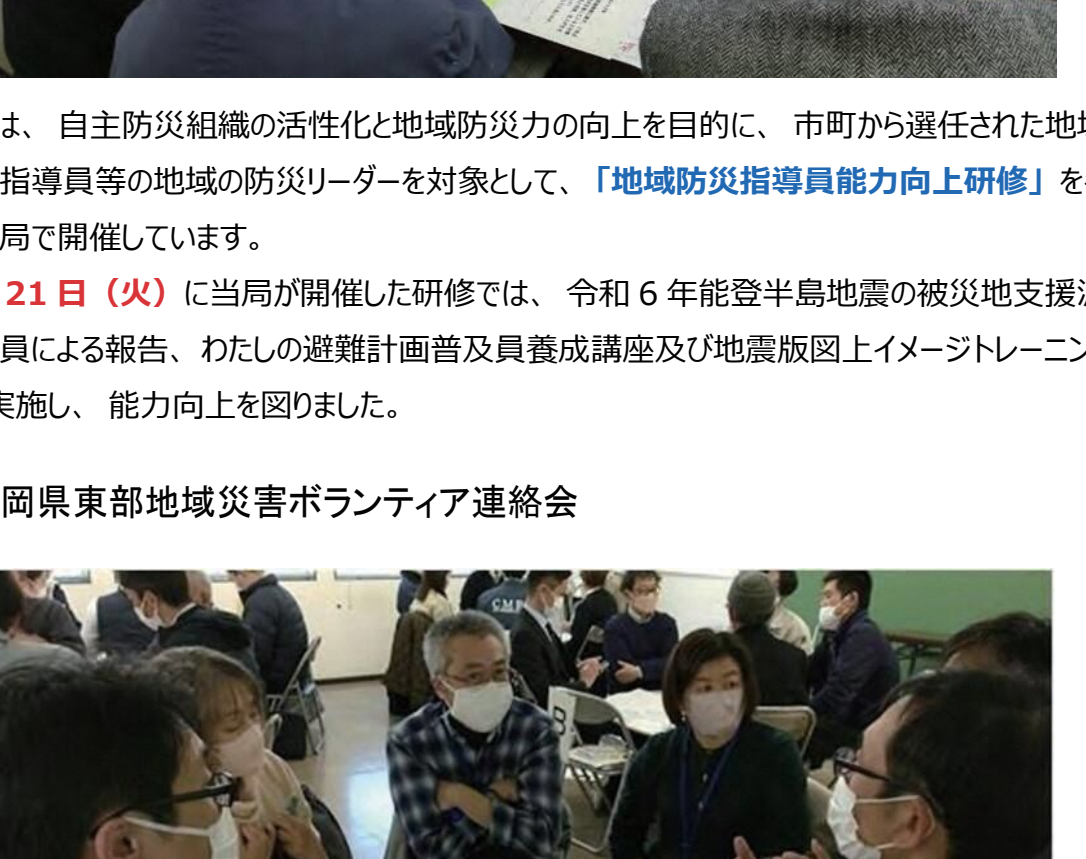 は、 自主防災組織の活性化と地域防災力の向上を目的に、 市町から選任された地
指導員等の地域の防災リーダーを対象として、「地域防災指導員能力向上研修」を
局で開催しています。
21 日（火）に当局が開催した研修では、 令和 6 年能登半島地震の被災地支援
員による報告、わたしの避難計画普及員養成講座及び地震版図上イメージトレーニン
実施し、 能力向上を図りました。
岡県東部地域災害ボランティア連絡会